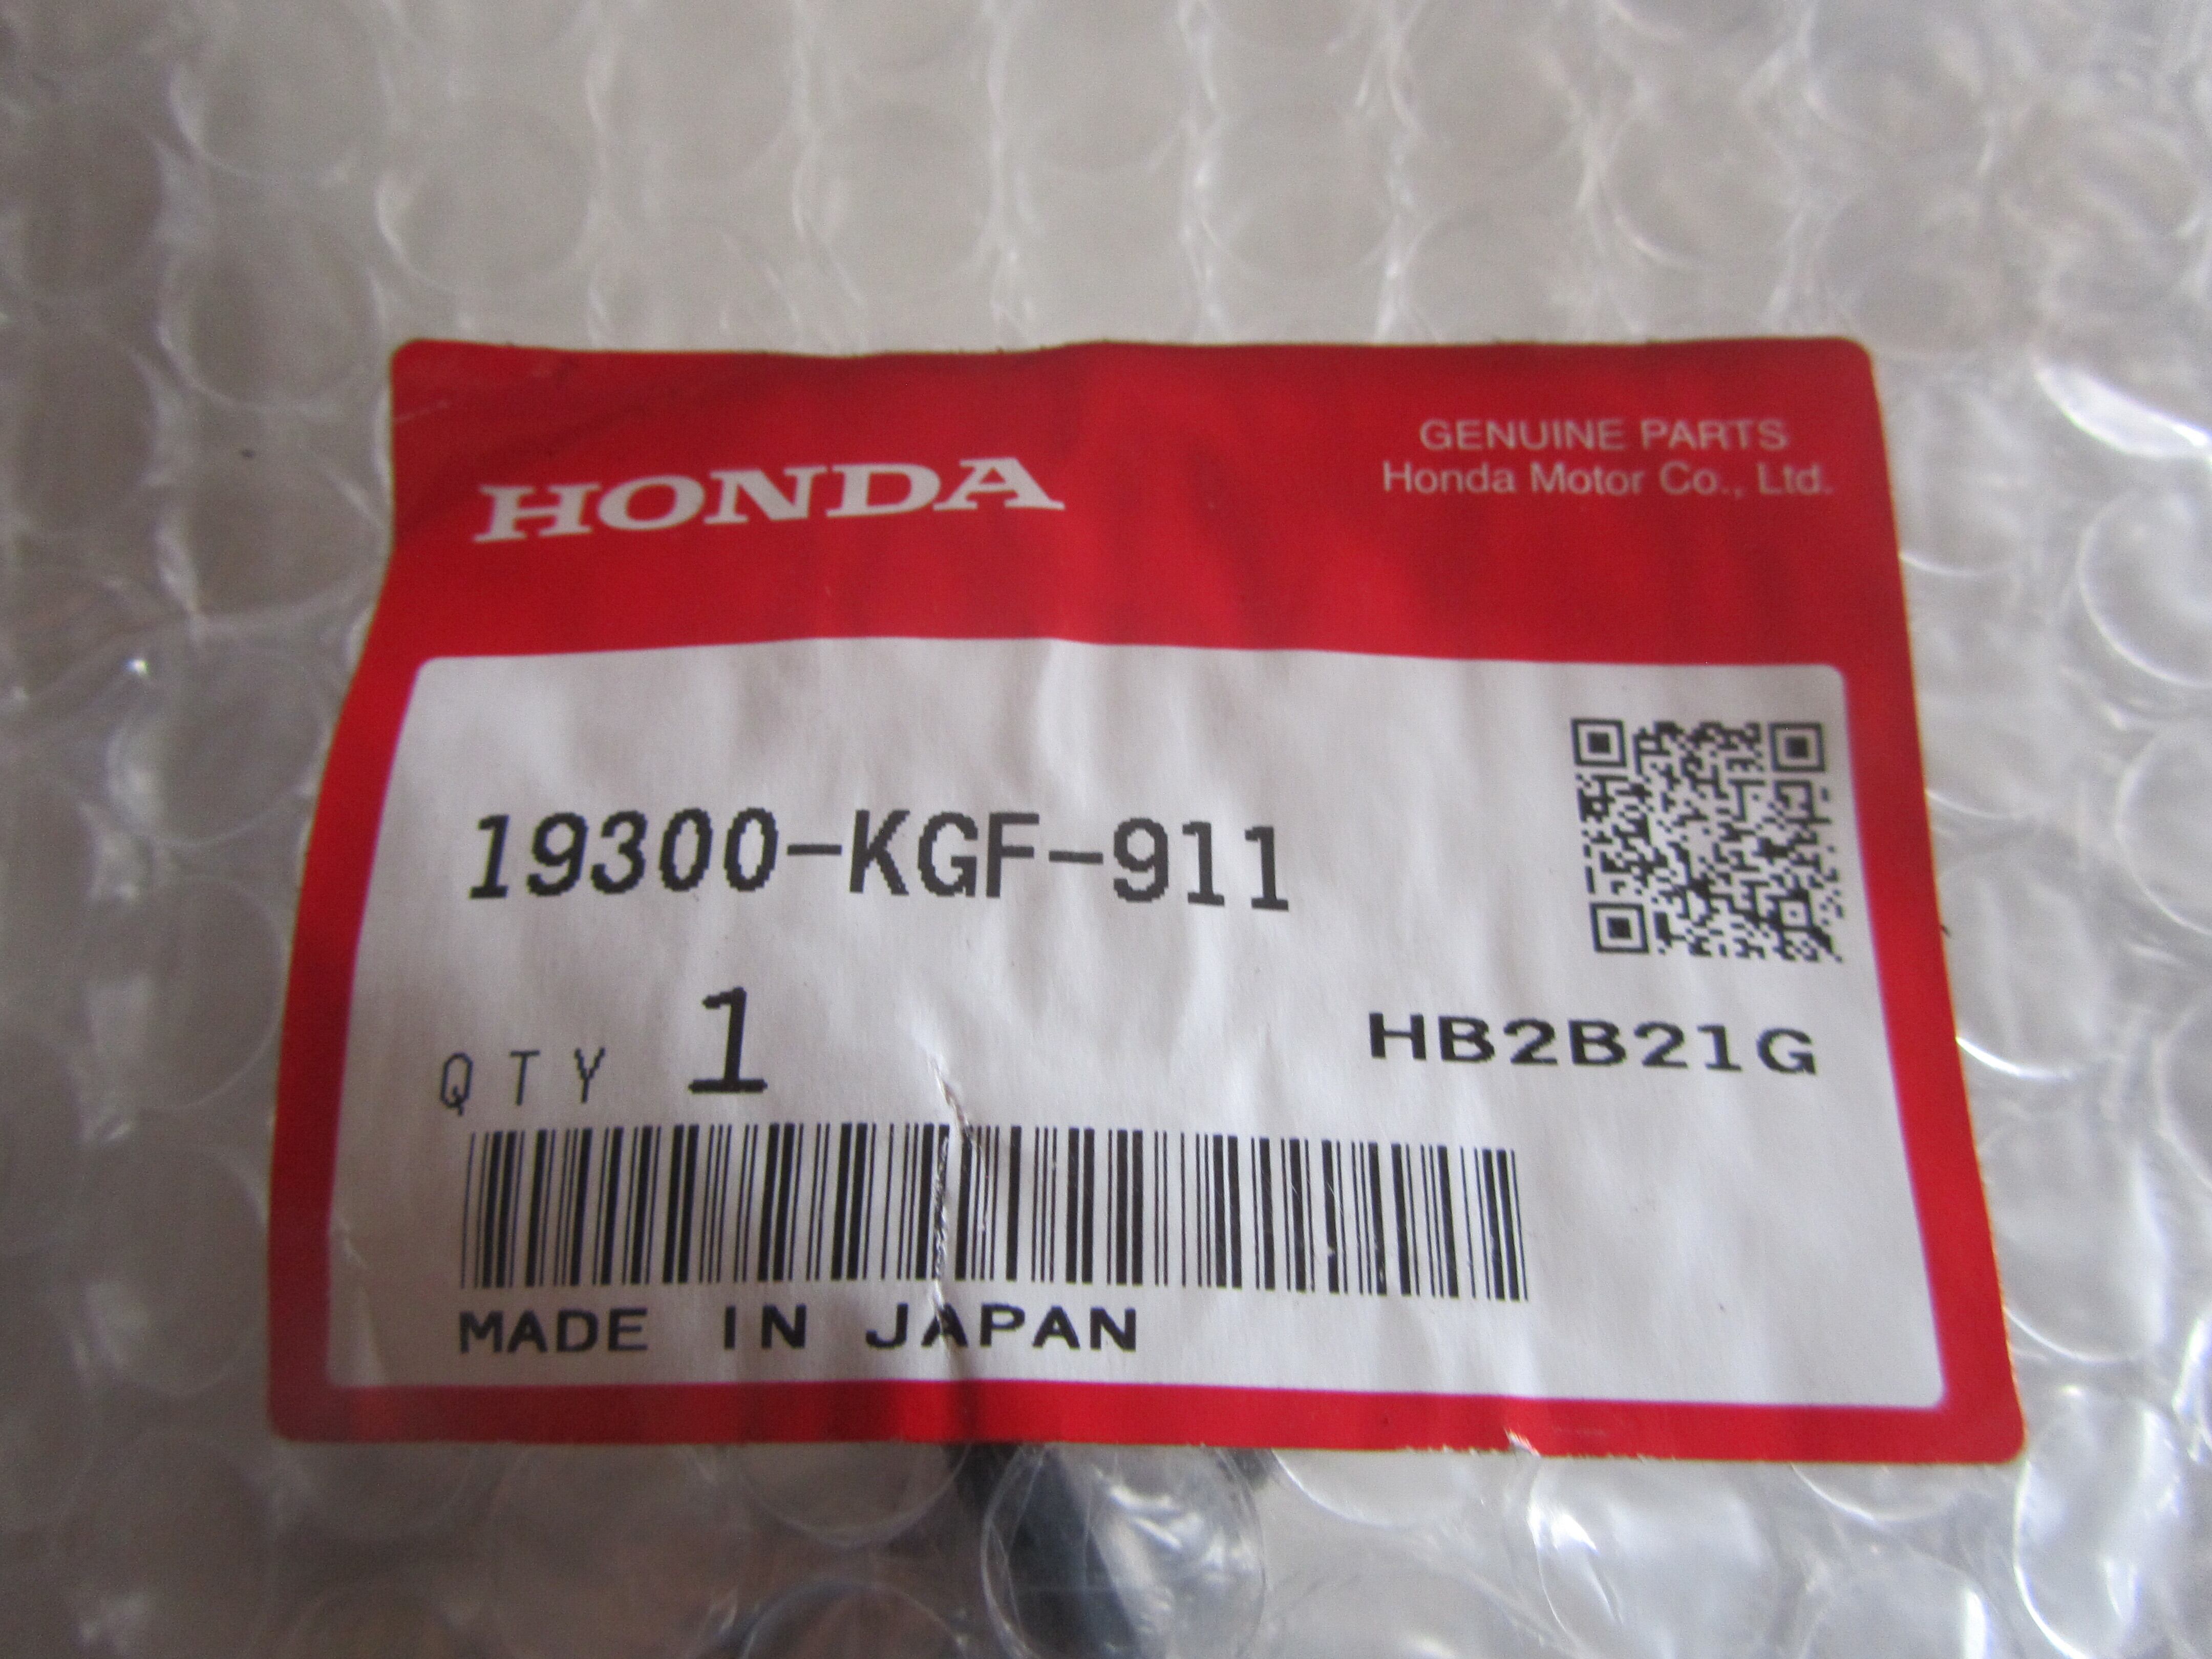 HONDA
GENUINE PARTS
Honda Motor Co., Ltd.
19300-KGF-911
QTY 1
HB2B21G
MADE IN JAPAN